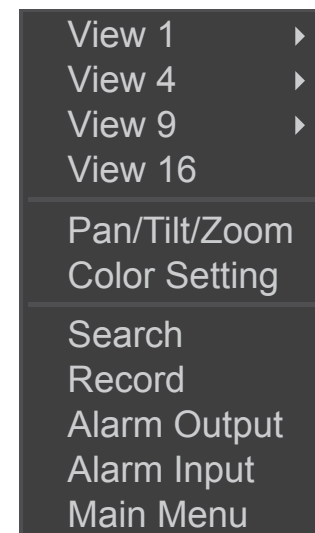 View 1
View 4
View 9
View 16
Pan/Tilt/Zoom
Color Setting
Search
Record
Alarm Output
Alarm Input
Main Menu